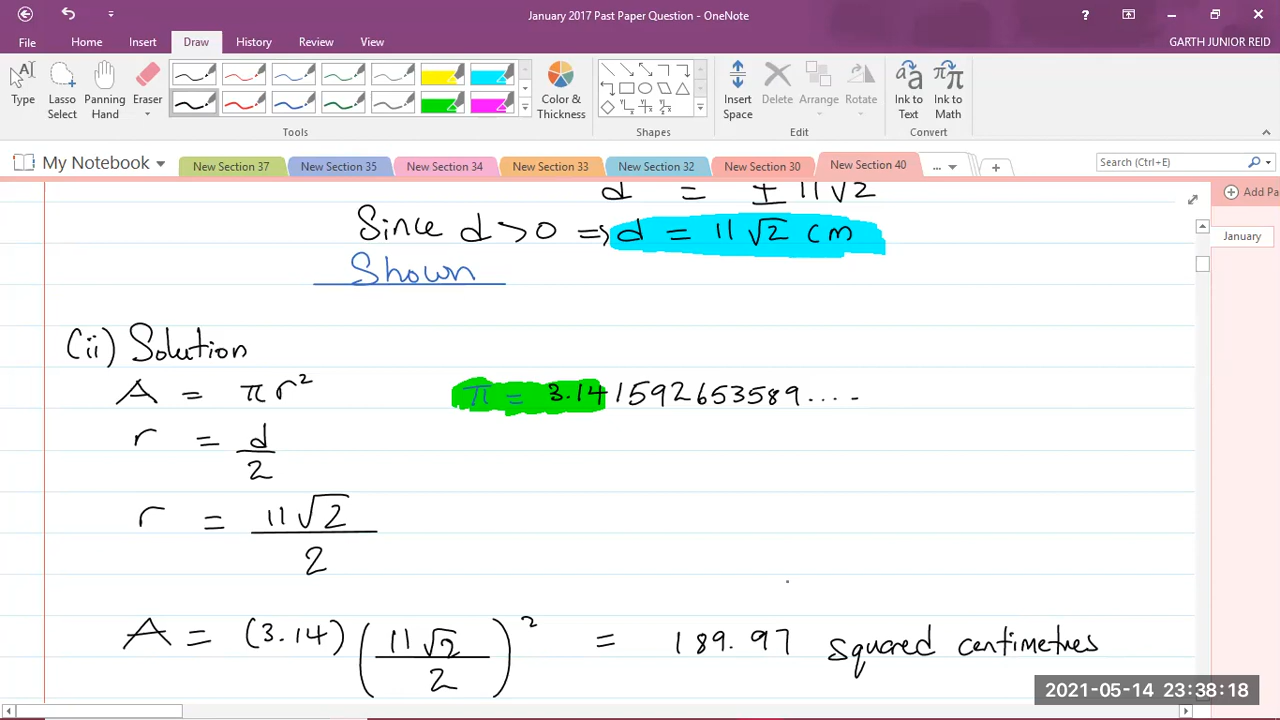 January 2017 Past Paper Question - OneNote
File Home Insert Draw History Review View GARTH JUNIOR REID
Type Lasso Select Panning Hand Eraser Color & Thickness Insert Space Delete Arrange Rotate Ink to Text Ink to Math
Tools Shapes Edit Convert
My Notebook New Section 37 New Section 35 New Section 34 New Section 33 New Section 32 New Section 30 New Section 40 ... + Search (Ctrl+E)
Add Pa
January
d = ± 11√2
Since d > 0 => d = 11√2 cm
Shown
(ii) Solution
A = πr² π = 3.141592653589....
r = d/2
r = 11√2/2
A = (3.14)(11√2/2)² = 189.97 squared centimetres
2021-05-14 23:38:18